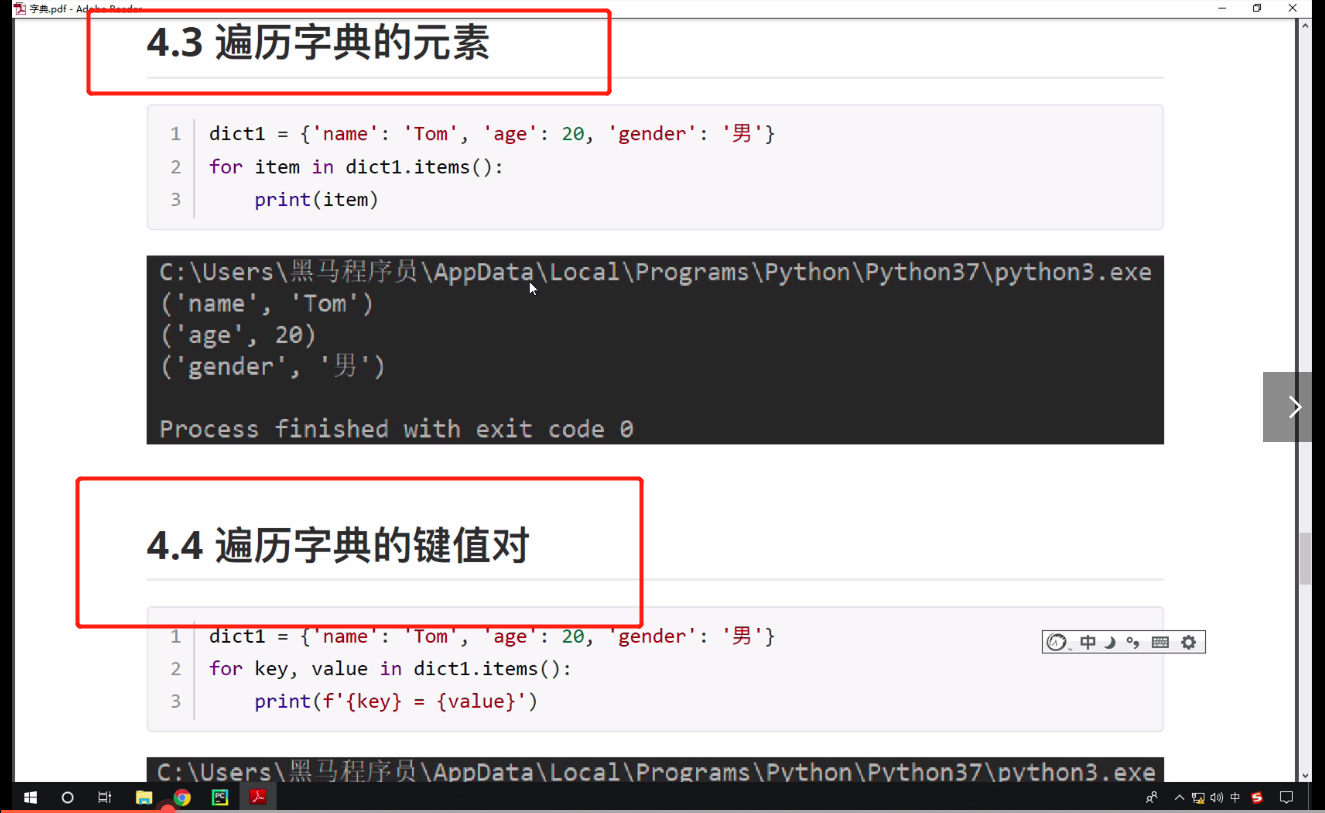 字典.pdf - Adobe Reader
4.3 遍历字典的元素
1 dict1 = {'name': 'Tom', 'age': 20, 'gender': '男'}
2 for item in dict1.items():
3     print(item)
C:\Users\黑马程序员\AppData\Local\Programs\Python\Python37\python3.exe
('name', 'Tom')
('age', 20)
('gender', '男')
Process finished with exit code 0
4.4 遍历字典的键值对
1 dict1 = {'name': 'Tom', 'age': 20, 'gender': '男'}
2 for key, value in dict1.items():
3     print(f'{key} = {value}')
中
C:\Users\黑马程序员\AppData\Local\Programs\Python\Python37\python3.exe
PC
中